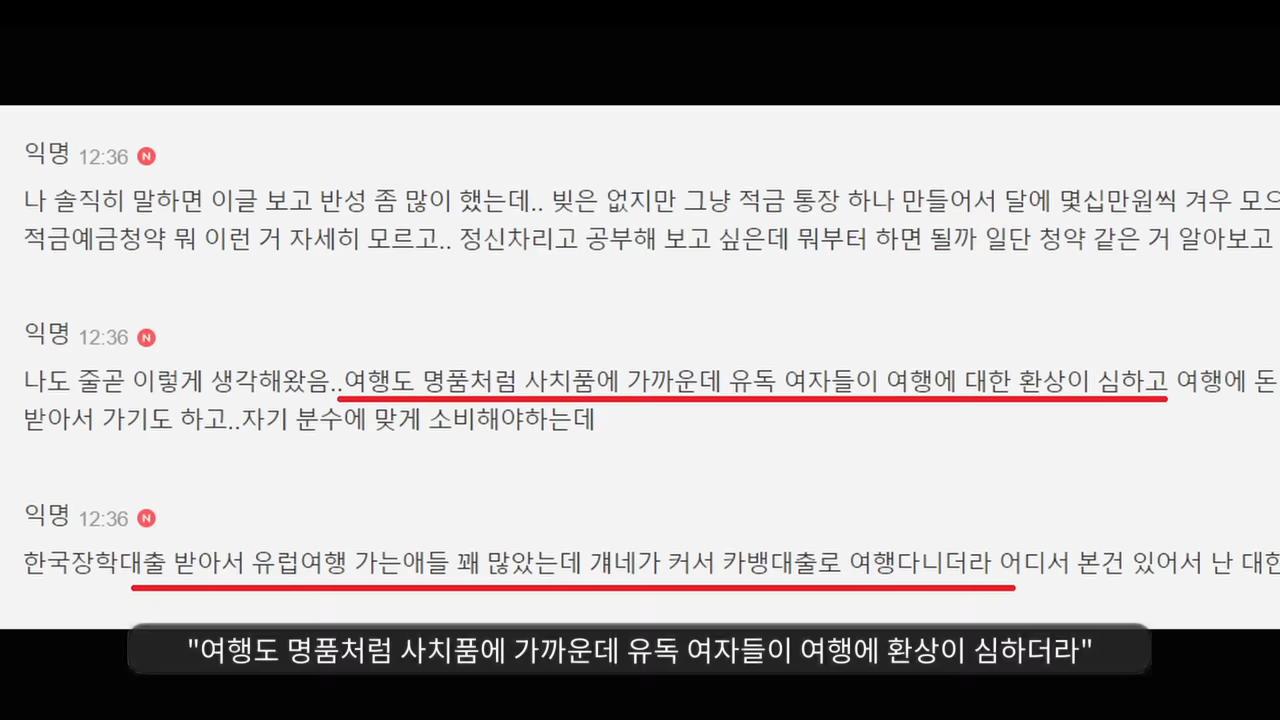 익명 12:36 N
나 솔직히 말하면 이글 보고 반성 좀 많이 했는데.. 빚은 없지만 그냥 적금 통장 하나 만들어서 달에 몇십만원씩 겨우 모으
적금예금청약 뭐 이런 거 자세히 모르고.. 정신차리고 공부해 보고 싶은데 뭐부터 하면 될까 일단 청약 같은 거 알아보고
익명 12:36 N
나도 줄곧 이렇게 생각해왔음..여행도 명품처럼 사치품에 가까운데 유독 여자들이 여행에 대한 환상이 심하고 여행에 돈
받아서 가기도 하고..자기 분수에 맞게 소비해야하는데
익명 12:36 N
한국장학대출 받아서 유럽여행 가는애들 꽤 많았는데 걔네가 커서 카뱅대출로 여행다니더라 어디서 본건 있어서 난 대한
"여행도 명품처럼 사치품에 가까운데 유독 여자들이 여행에 환상이 심하더라"